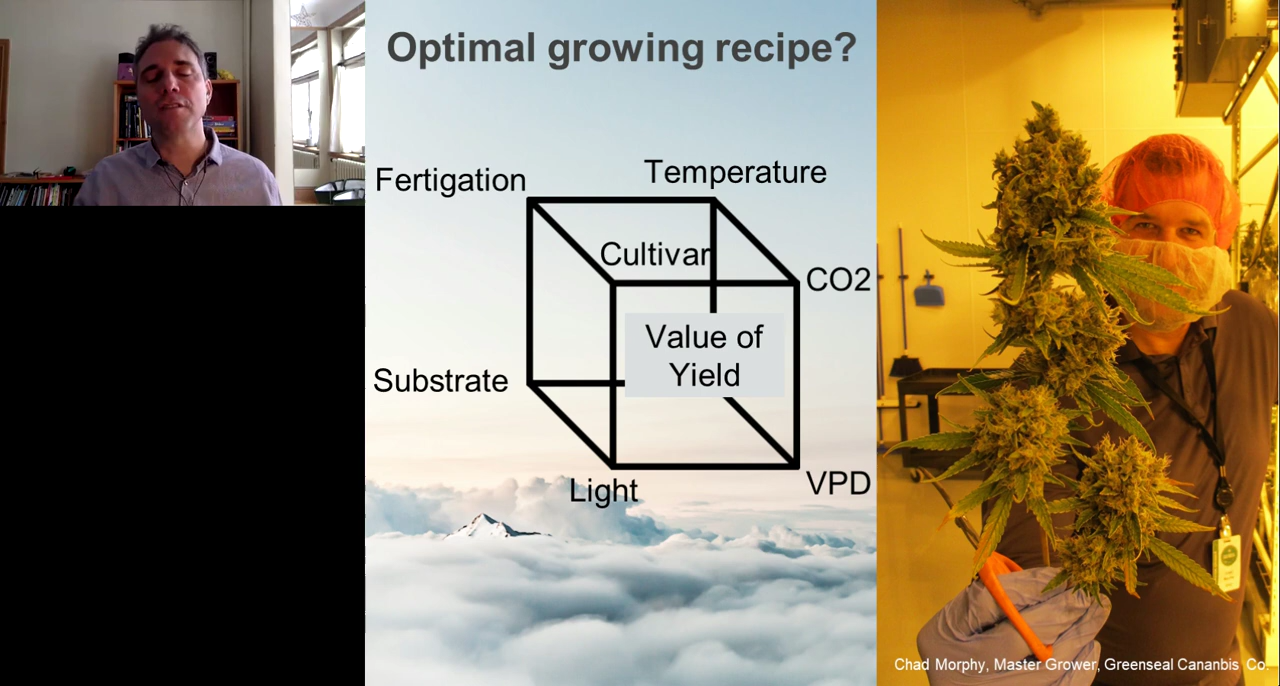 Optimal growing recipe?
Fertigation
Temperature
Cultivar
CO2
Value of
Yield
Substrate
Light
VPD
Chad Morphy, Master Grower, Greenseal Cananbis Co.